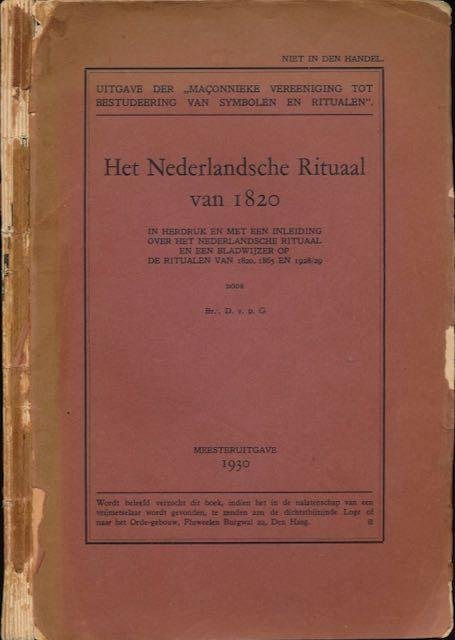 NIET IN DEN HANDEL.
UITGAVE DER „MAÇONNIEKE VEREENIGING TOT
BESTUDEERING VAN SYMBOLEN EN RITUALEN”.
Het Nederlandsche Rituaal
van 1820
IN HERDRUK EN MET EEN INLEIDING
OVER HET NEDERLANDSCHE RITUAAL
EN EEN BLADWIJZER OP
DE RITUALEN VAN 1820, 1865 EN 1928/29
DOOR
Br∴ D. v. D. G.
MEESTERUITGAVE
1930
Wordt beleefd verzocht dit boek, indien het in de nalatenschap van een
vrijmetselaar wordt gevonden, te zenden aan de dichtstbijzijnde Loge of
naar het Orde-gebouw, Fluweelen Burgwal 22, Den Haag.